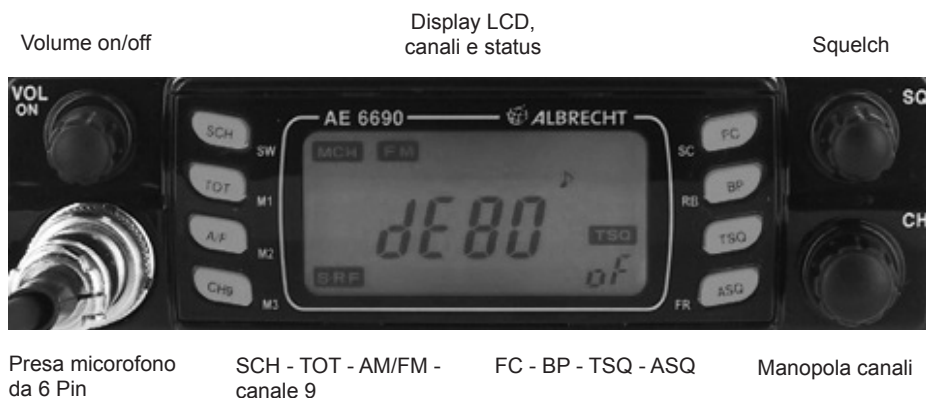 Volume on/off
Display LCD,
canali e status
Squelch
VOL
ON
SQ
AE 6690
ALBRECHT
SCH
SW
FC
SC
MCH FM
TOT
M1
BP
RB
dE80
A/F
M2
TSQ
TSQ
CH
CH9
M3
SRF
oF
ASQ
FR
Presa micorofono
da 6 Pin
SCH - TOT - AM/FM -
canale 9
FC - BP - TSQ - ASQ
Manopola canali